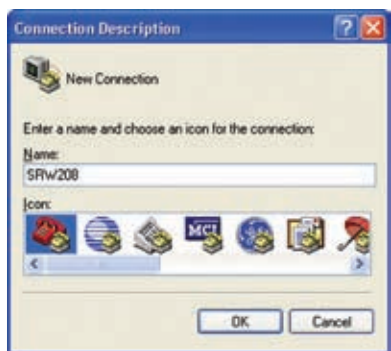 Connection Description
New Connection
Enter a name and choose an icon for the connection:
Name:
SRW208
Icon:
MCI
OK
Cancel